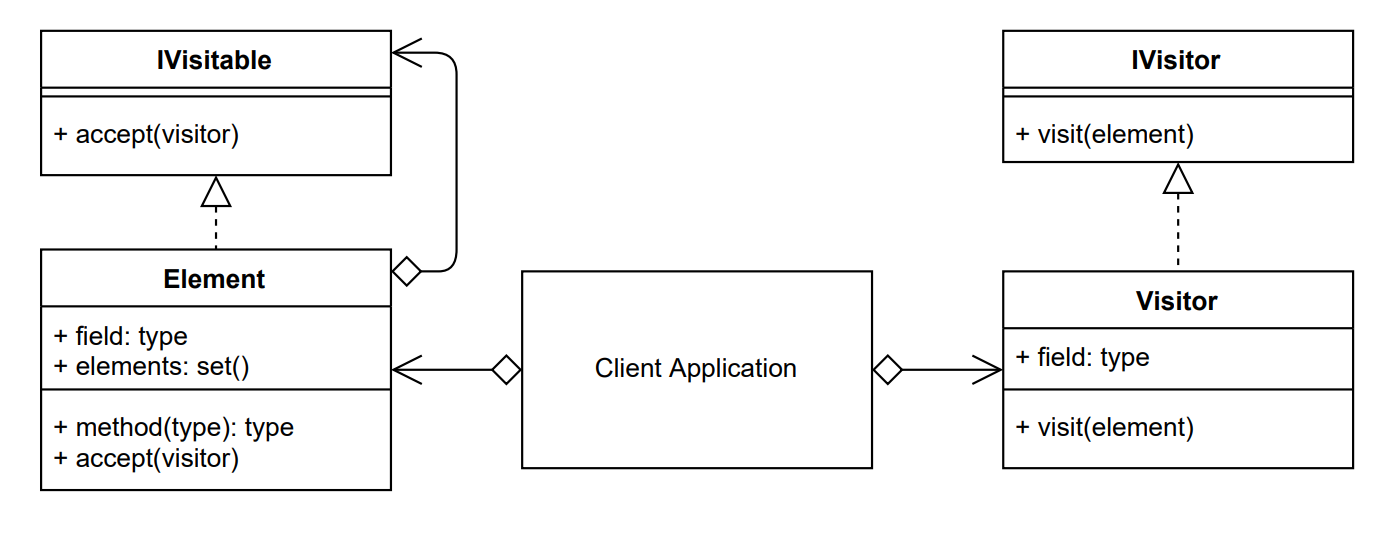 IVisitable
+ accept(visitor)
Element
+ field: type
+ elements: set()
+ method(type): type
+ accept(visitor)
Client Application
IVisitor
+ visit(element)
Visitor
+ field: type
+ visit(element)